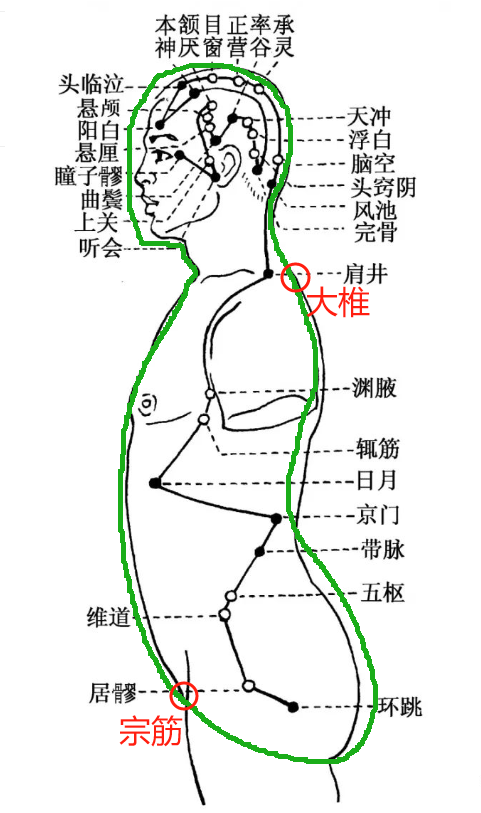 本神
颔厌
目窗
正营
率谷
承灵
头临泣
悬颅
阳白
悬厘
瞳子髎
曲鬓
上关
听会
天冲
浮白
脑空
头窍阴
风池
完骨
肩井
大椎
渊腋
辄筋
日月
京门
带脉
五枢
维道
居髎
宗筋
环跳